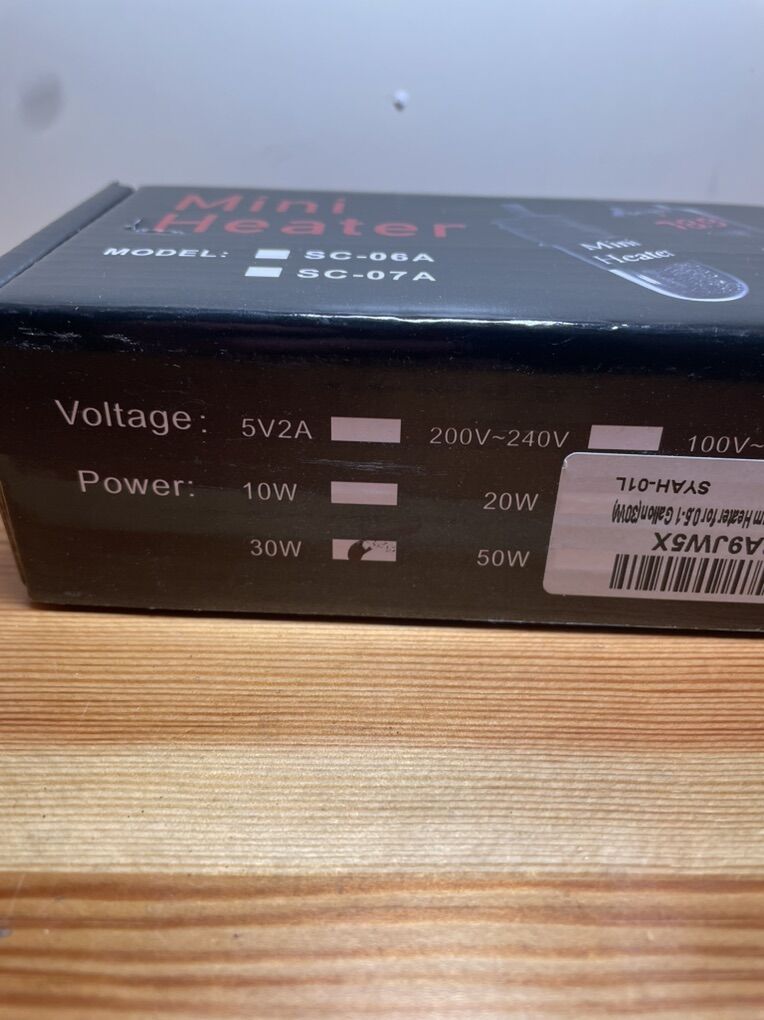 Mini
Heater
MODEL: SC-06A
SC-07A
Mini
Heater
Voltage: 5V2A 200V~240V 100V~
Power: 10W 20W
30W 50W
A9JW5X
Heater for 0.5-1 Gallon(30W)
SYAH-01L